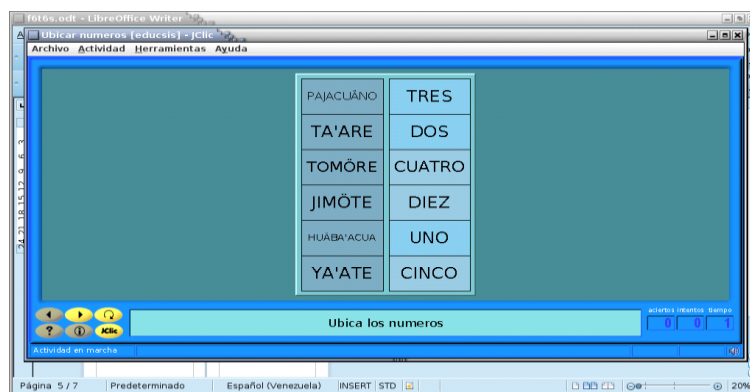 f6t6s.odt - LibreOffice Writer
Ubicar numeros [educsis] - JClic
Archivo Actividad Herramientas Ayuda
PAJACUÃNO TRES
TA'ARE DOS
TOMÖRE CUATRO
JIMÖTE DIEZ
HUÄBA'ACUA UNO
YA'ATE CINCO
Ubica los numeros
aciertos intentos tiempo
0 0 1
? JClic
Actividad en marcha
Página 5 / 7 Predeterminado Español (Venezuela) INSERT STD 20%